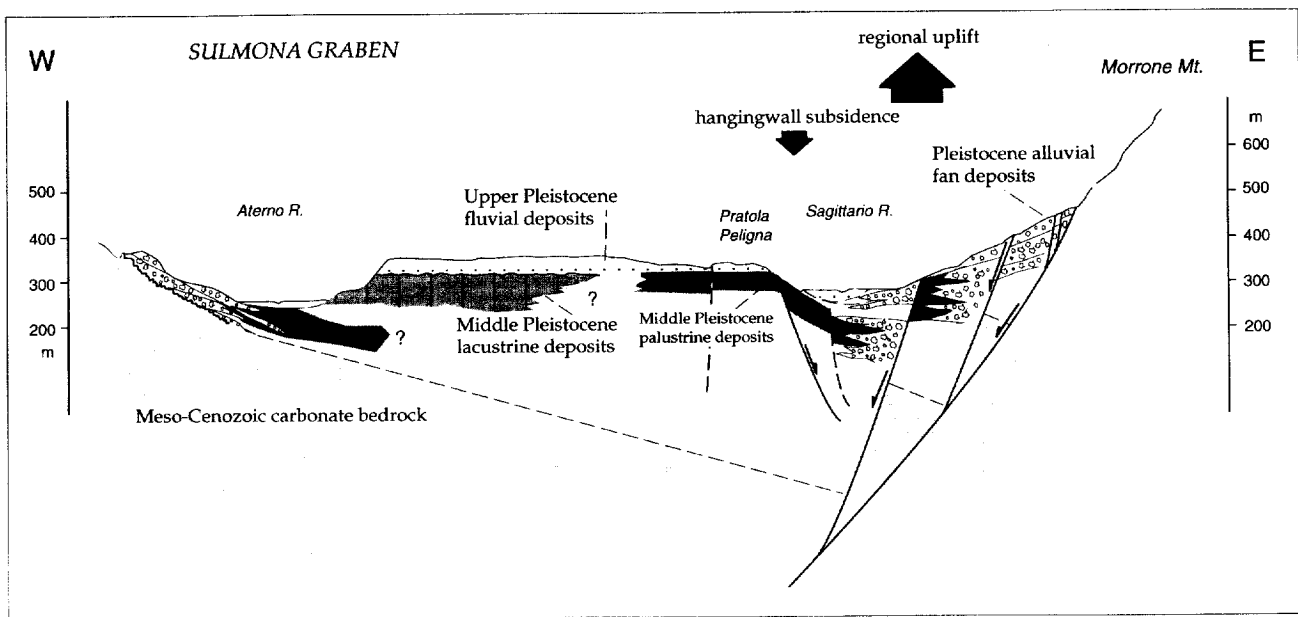 SULMONA GRABEN
W
E
regional uplift
Morrone Mt.
hangingwall subsidence
m
600
500
400
300
200
Pleistocene alluvial
fan deposits
500
400
300
200
m
Aterno R.
Upper Pleistocene
fluvial deposits
Pratola
Peligna
Sagittario R.
?
?
Middle Pleistocene
lacustrine deposits
Middle Pleistocene
palustrine deposits
Meso-Cenozoic carbonate bedrock